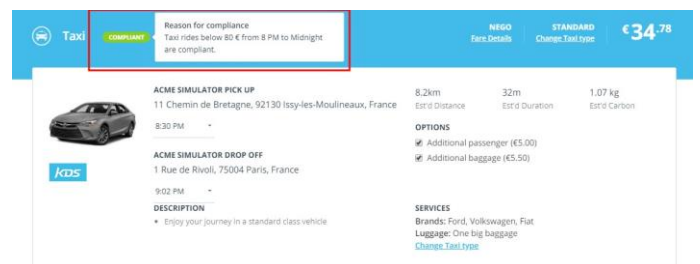 Taxi
COMPLIANT
Reason for compliance
Taxi rides below 80 € from 8 PM to Midnight
are compliant.
NEGO
Fare Details
STANDARD
Change Taxi type
€34.78
ACME SIMULATOR PICK UP
11 Chemin de Bretagne, 92130 Issy-les-Moulineaux, France
8:30 PM
ACME SIMULATOR DROP OFF
1 Rue de Rivoli, 75004 Paris, France
9:02 PM
DESCRIPTION
• Enjoy your journey in a standard class vehicle
KDS
8.2km
Est'd Distance
32m
Est'd Duration
1.07 kg
Est'd Carbon
OPTIONS
Additional passenger (€5.00)
Additional baggage (€5.50)
SERVICES
Brands: Ford, Volkswagen, Fiat
Luggage: One big baggage
Change Taxi type